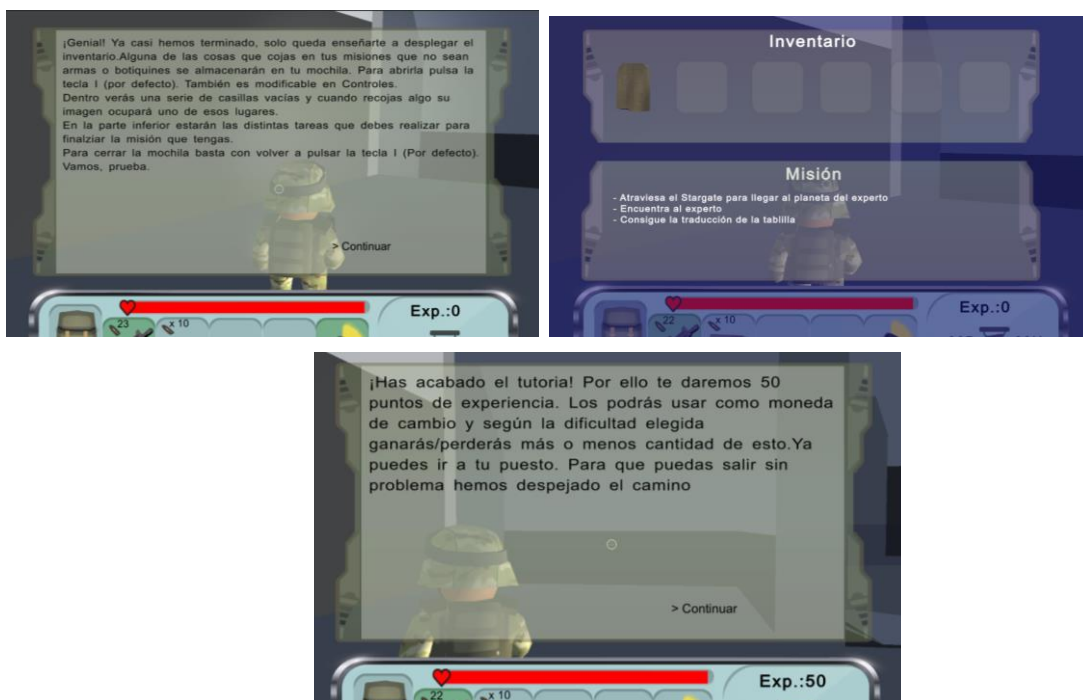 ¡Genial! Ya casi hemos terminado, solo queda enseñarte a desplegar el
inventario.Alguna de las cosas que cojas en tus misiones que no sean
armas o botiquines se almacenarán en tu mochila. Para abrirla pulsa la
tecla I (por defecto). También es modificable en Controles.
Dentro verás una serie de casillas vacías y cuando recojas algo su
imagen ocupará uno de esos lugares.
En la parte inferior estarán las distintas tareas que debes realizar para
finalziar la misión que tengas.
Para cerrar la mochila basta con volver a pulsar la tecla I (Por defecto).
Vamos, prueba.
> Continuar
Exp.:0
23
x 10
Inventario
Misión
- Atraviesa el Stargate para llegar al planeta del experto
- Encuentra al experto
- Consigue la traducción de la tablilla
Exp.:0
22
x 10
¡Has acabado el tutoria! Por ello te daremos 50
puntos de experiencia. Los podrás usar como moneda
de cambio y según la dificultad elegida
ganarás/perderás más o menos cantidad de esto.Ya
puedes ir a tu puesto. Para que puedas salir sin
problema hemos despejado el camino
> Continuar
Exp.:50
22
x 10